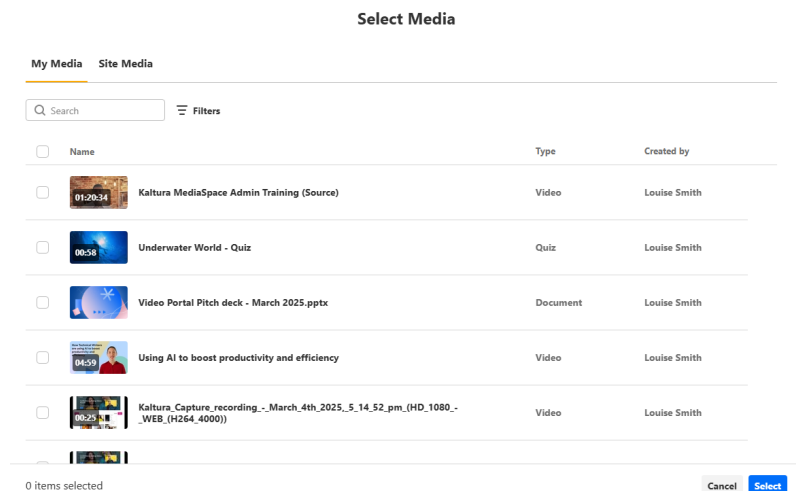 Select Media
My Media Site Media
Search Filters
Name Type Created by
01:20:34 Kaltura MediaSpace Admin Training (Source) Video Louise Smith
00:58 Underwater World - Quiz Quiz Louise Smith
Video Portal Pitch deck - March 2025.pptx Document Louise Smith
04:59 Using AI to boost productivity and efficiency Video Louise Smith
Kaltura_Capture_recording_-_March_4th_2025,_5_14_52_pm_(HD_1080_-
00:25 _WEB_(H264_4000)) Video Louise Smith
0 items selected Cancel Select